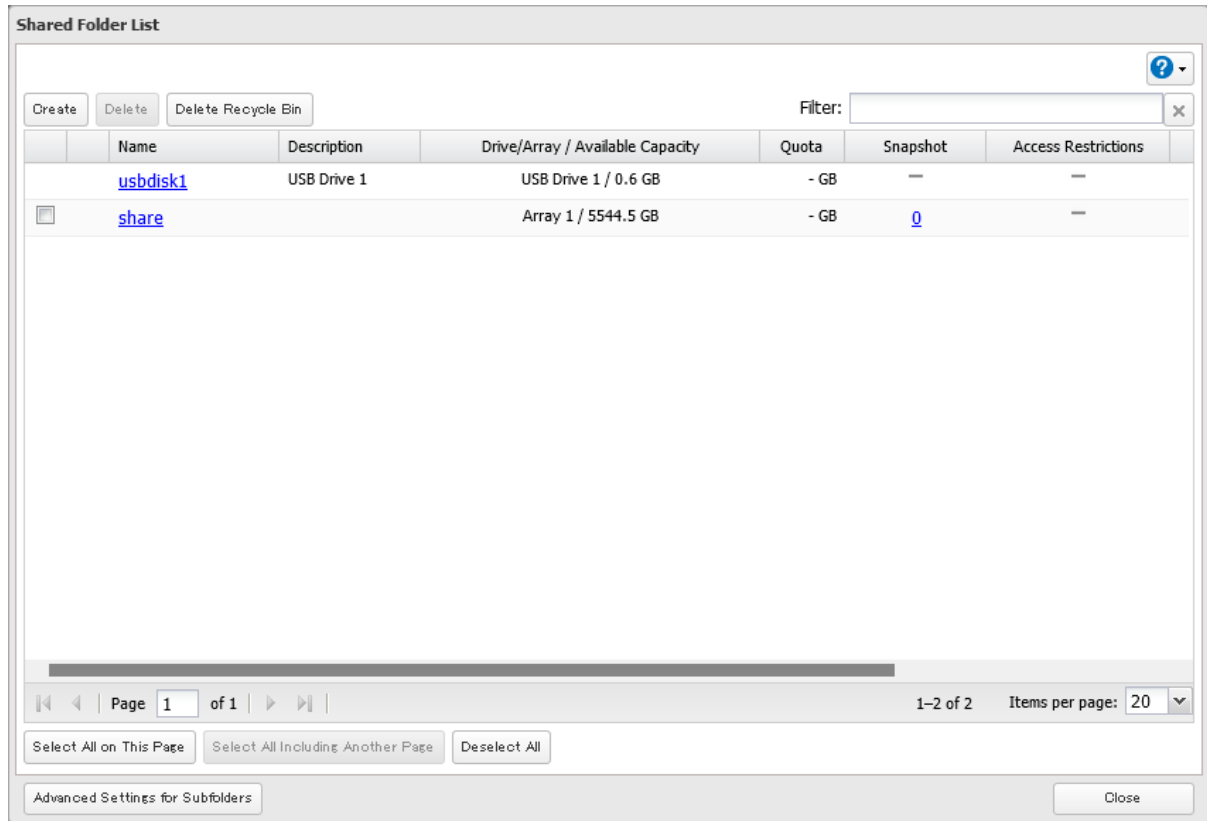 Shared Folder List
?
Create Delete Delete Recycle Bin Filter:
Name Description Drive/Array / Available Capacity Quota Snapshot Access Restrictions
usbdisk1 USB Drive 1 USB Drive 1 / 0.6 GB - GB — —
share Array 1 / 5544.5 GB - GB 0 —
Page 1 of 1 1–2 of 2 Items per page: 20
Select All on This Page Select All Including Another Page Deselect All
Advanced Settings for Subfolders Close